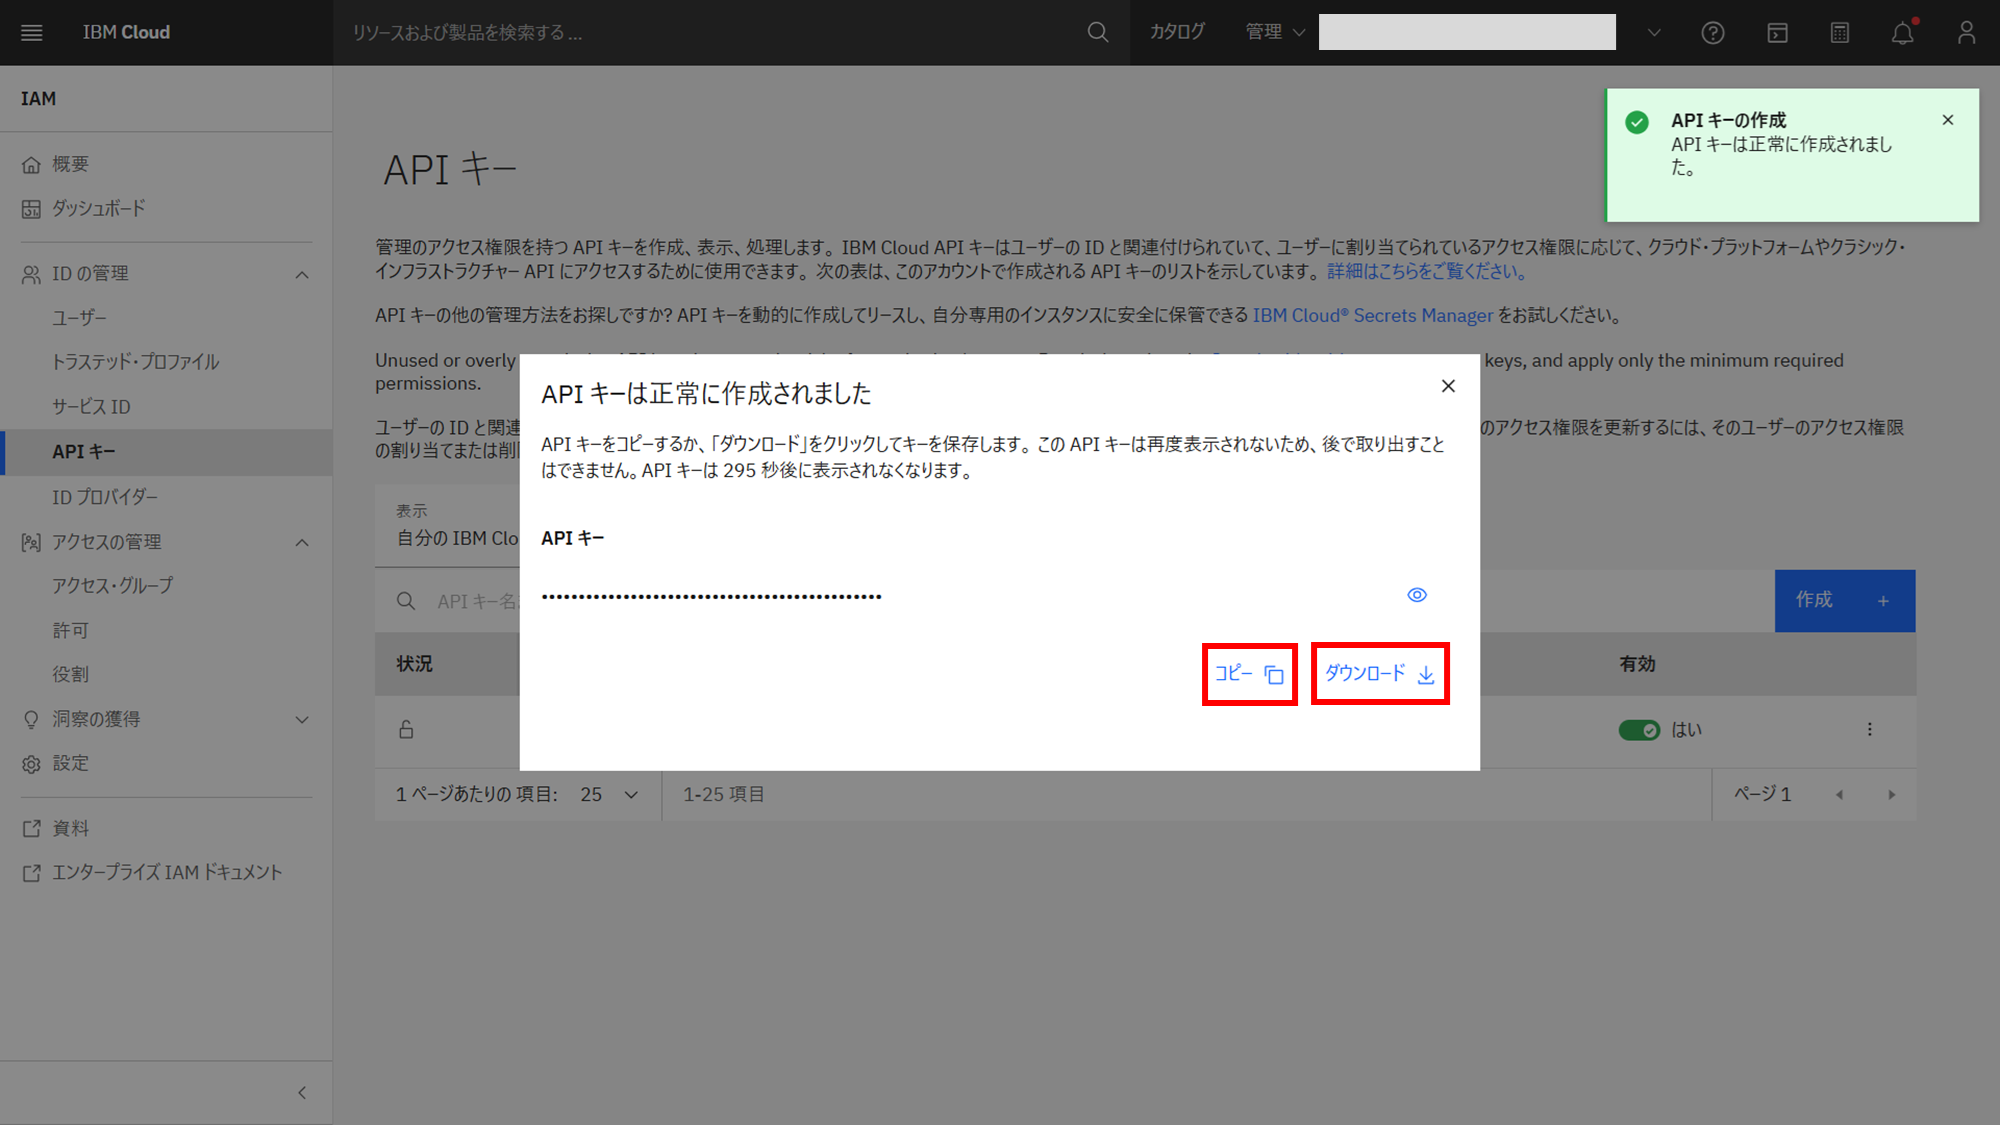 IBM Cloud
リソースおよび製品を検索する ...
カタログ
管理
IAM
概要
ダッシュボード
ID の管理
ユーザー
トラステッド・プロファイル
サービス ID
API キー
ID プロバイダー
アクセスの管理
アクセス・グループ
許可
役割
洞察の獲得
設定
資料
エンタープライズ IAM ドキュメント
API キーの作成
API キーは正常に作成されまし
た。
API キー
管理のアクセス権限を持つ API キーを作成、表示、処理します。IBM Cloud API キーはユーザーの ID と関連付けられていて、ユーザーに割り当てられているアクセス権限に応じて、クラウド・プラットフォームやクラシック・
インフラストラクチャー API にアクセスするために使用できます。次の表は、このアカウントで作成される API キーのリストを示しています。詳細はこちらをご覧ください。
API キーの他の管理方法をお探しですか? API キーを動的に作成してリースし、自分専用のインスタンスに安全に保管できる IBM Cloud® Secrets Manager をお試しください。
Unused or overly
keys, and apply only the minimum required
permissions.
ユーザーの ID と関連
のアクセス権限を更新するには、そのユーザーのアクセス権限
の割り当てまたは削
API キーは正常に作成されました
API キーをコピーするか、「ダウンロード」をクリックしてキーを保存します。この API キーは再度表示されないため、後で取り出すこと
はできません。API キーは 295 秒後に表示されなくなります。
API キー
••••••••••••••••••••••••••••••••••••••••••••
コピー
ダウンロード
表示
自分の IBM Clo
API キー名
作成 +
状況
有効
はい
1 ページあたりの 項目: 25
1-25 項目
ページ 1